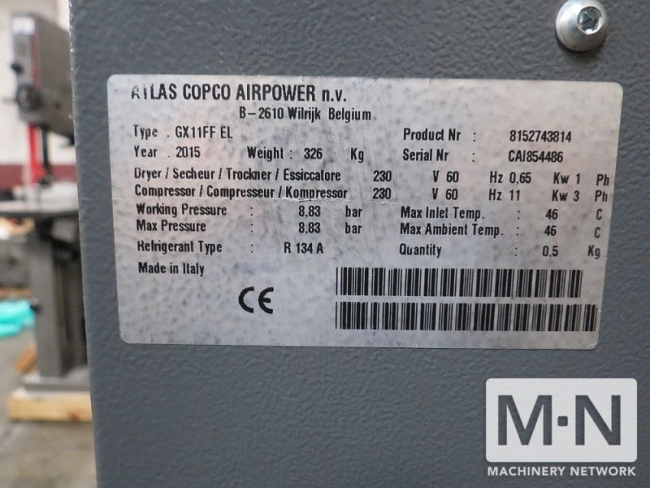 ATLAS COPCO AIRPOWER n.v.
B-2610 Wilrijk Belgium
Type . GX11FF EL Product Nr : 8152743814
Year . 2015 Weight : 326 Kg Serial Nr : CAI854486
Dryer / Secheur / Trockner / Essiccatore 230 V 60 Hz 0,65 Kw 1 Ph
Compressor / Compresseur / Kompressor 230 V 60 Hz 11 Kw 3 Ph
Working Pressure : 8,83 bar Max Inlet Temp. : 46 C
Max Pressure : 8,83 bar Max Ambient Temp. : 46 C
Refrigerant Type : R 134 A Quantity : 0,5 Kg
Made in Italy
CE
M·N
MACHINERY NETWORK